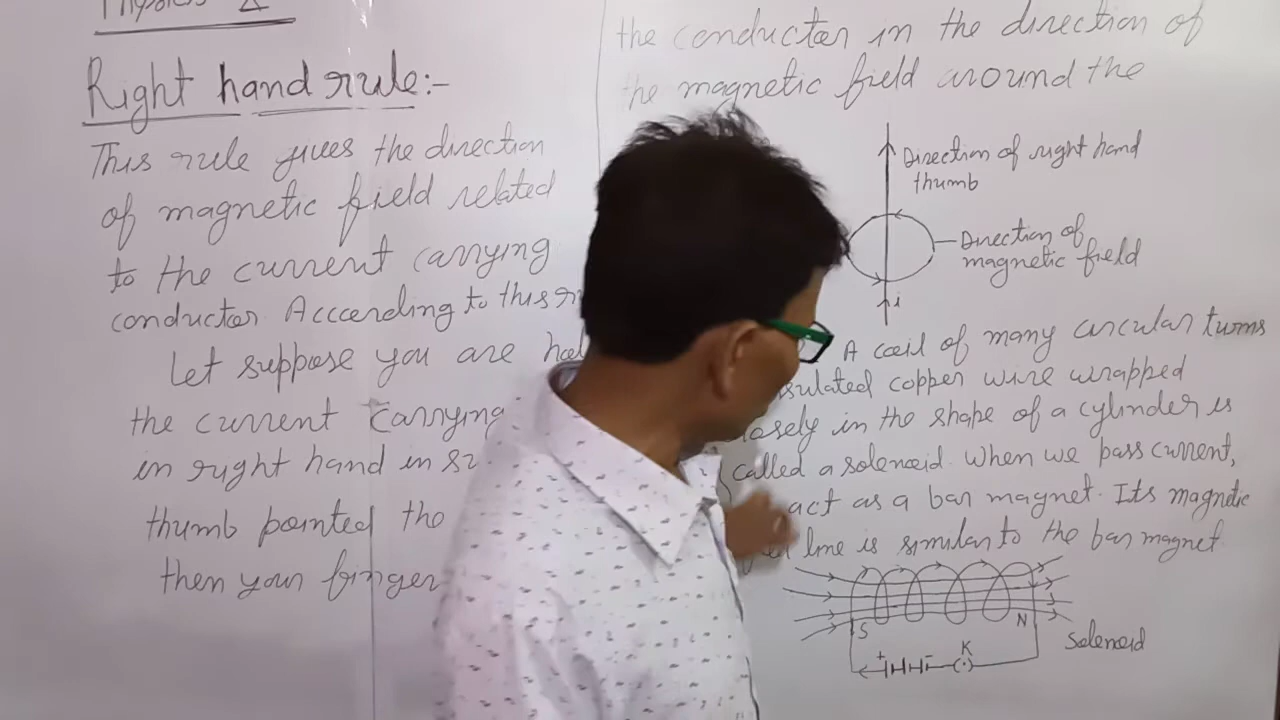 Right hand rule:-
This rule gives the direction
of magnetic field related
to the current carrying
conductor. According to this
Let suppose you are
the current carrying
in right hand in
thumb pointed the
then your finger
the conductor in the direction of
the magnetic field around the
Direction of right hand
thumb
Direction of
magnetic field
i
A coil of many circular turns
copper wire wrapped
in the shape of a cylinder is
called a solenoid. When we pass current,
act as a bar magnet. Its magnetic
line is similar to the bar magnet.
S N
+ - K
Solenoid